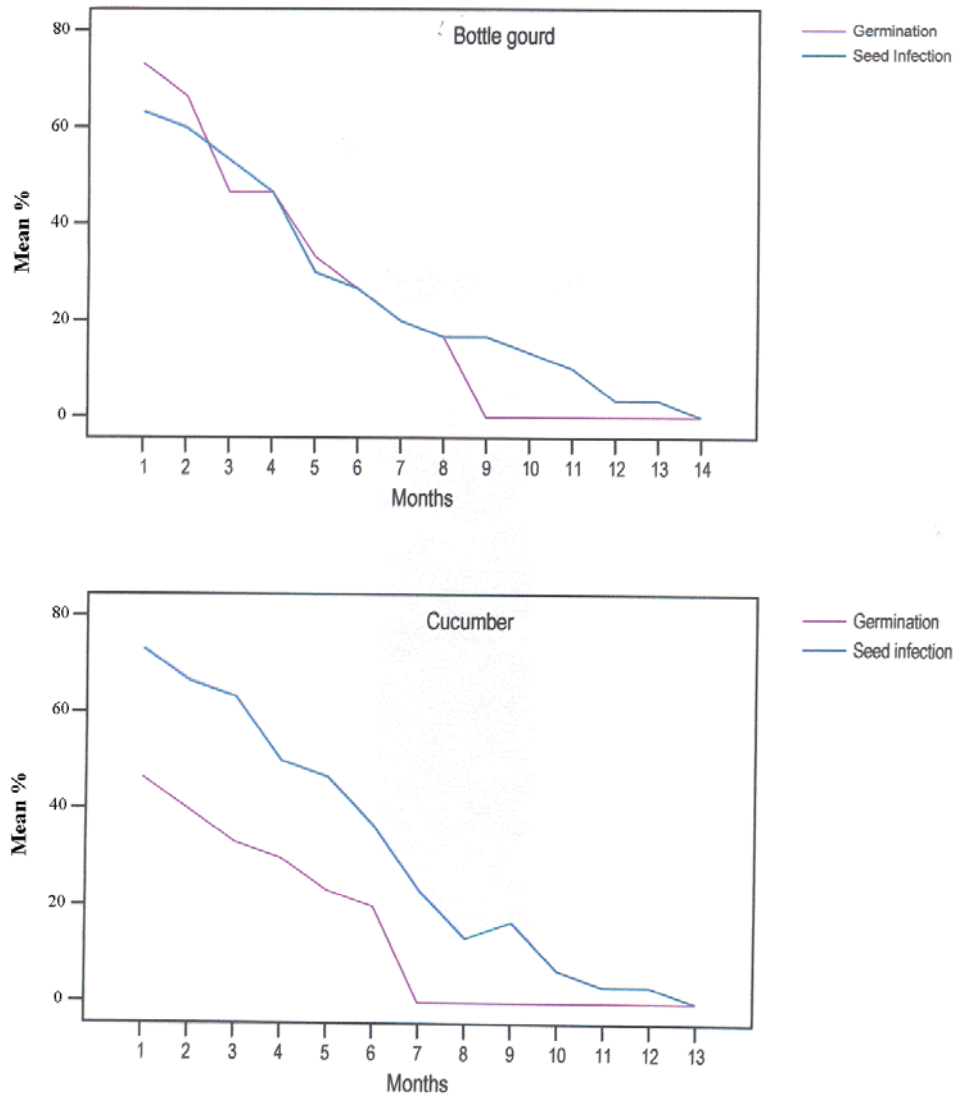 Bottle gourd
Germination
Seed Infection
Mean %
80
60
40
20
0
1 2 3 4 5 6 7 8 9 10 11 12 13 14
Months
Cucumber
Germination
Seed infection
Mean %
80
60
40
20
0
1 2 3 4 5 6 7 8 9 10 11 12 13
Months